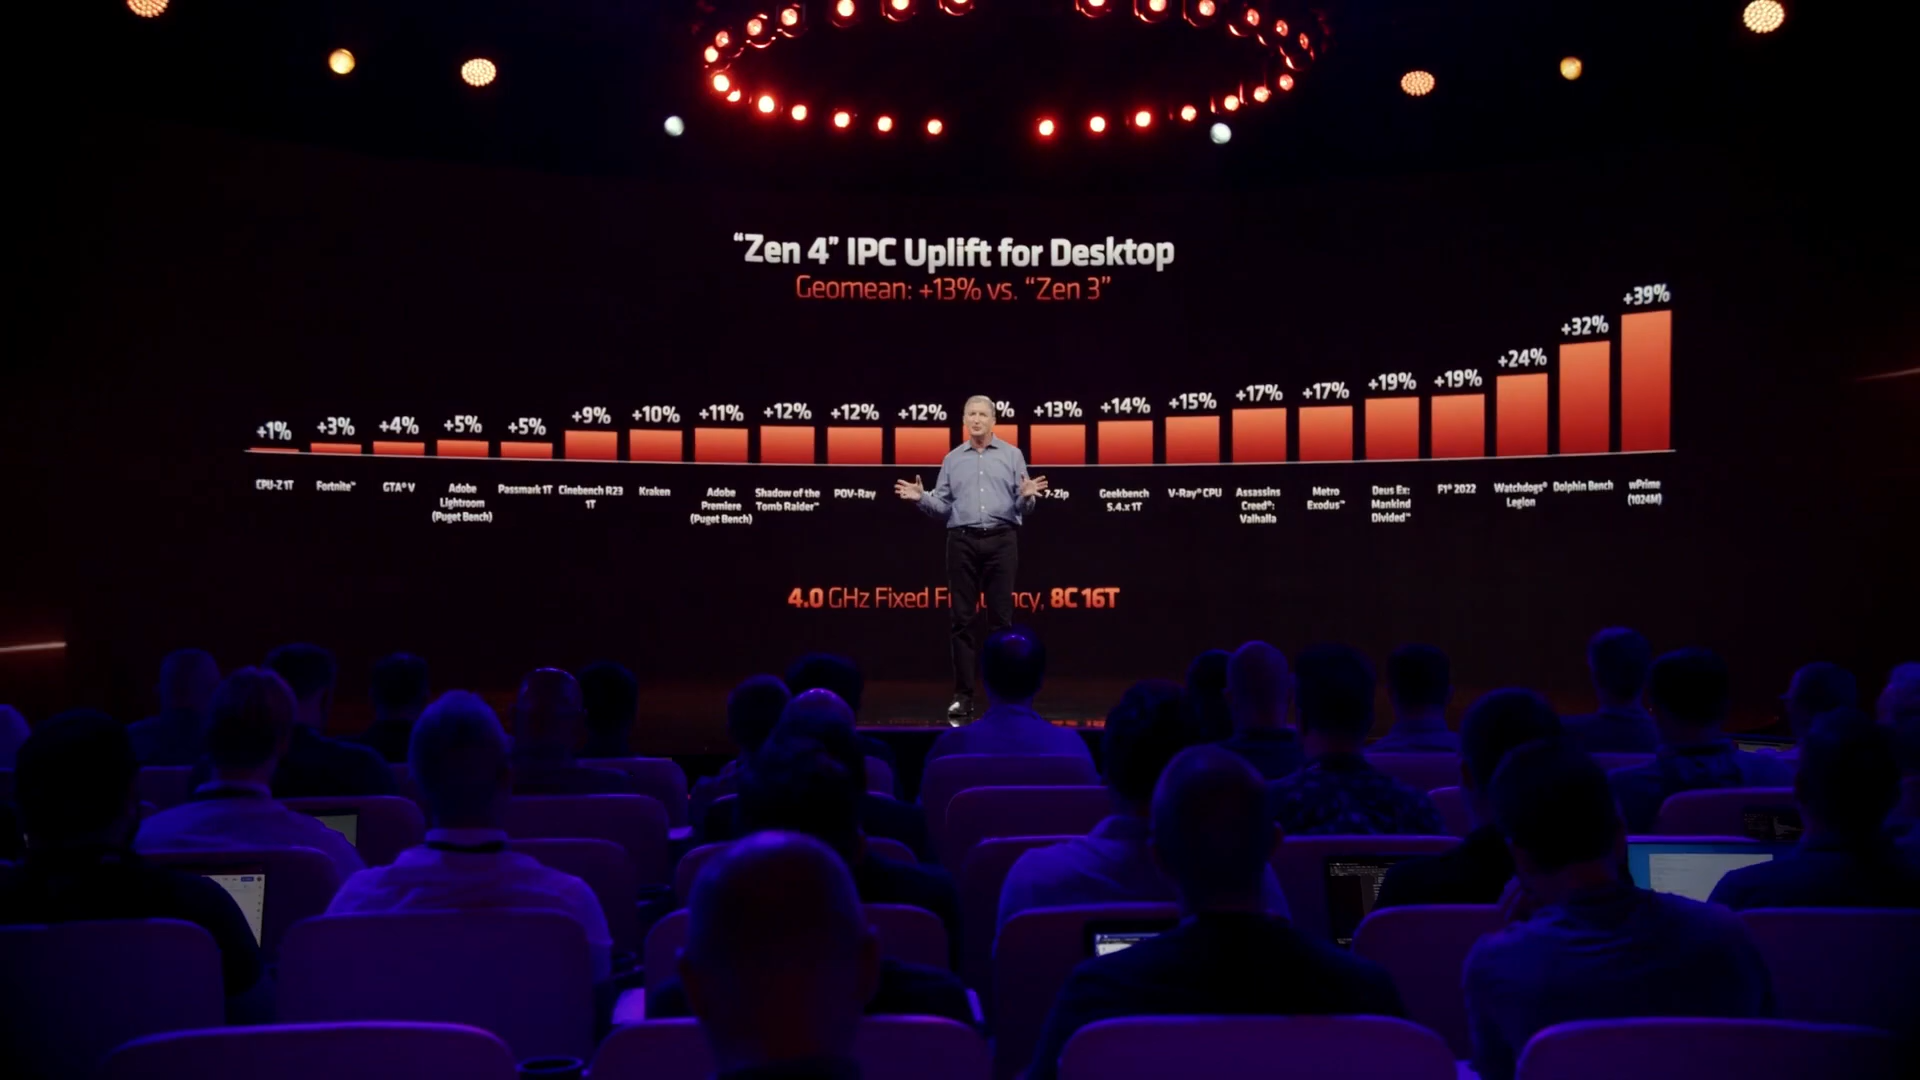 “Zen 4” IPC Uplift for Desktop
Geomean: +13% vs. “Zen 3”
+1%
+3%
+4%
+5%
+5%
+9%
+10%
+11%
+12%
+12%
+12%
+13%
+14%
+15%
+17%
+17%
+19%
+19%
+24%
+32%
+39%
CPU-Z 1T
Fortnite™
GTA® V
Adobe
Lightroom
(Puget Bench)
Passmark 1T
Cinebench R23
1T
Kraken
Adobe
Premiere
(Puget Bench)
Shadow of the
Tomb Raider™
POV-Ray
7-Zip
Geekbench
5.4.x 1T
V-Ray® CPU
Assassins
Creed®:
Valhalla
Metro
Exodus™
Deus Ex:
Mankind
Divided™
F1® 2022
Watchdogs®
Legion
Dolphin Bench
wPrime
(1024M)
4.0 GHz Fixed 8C 16T